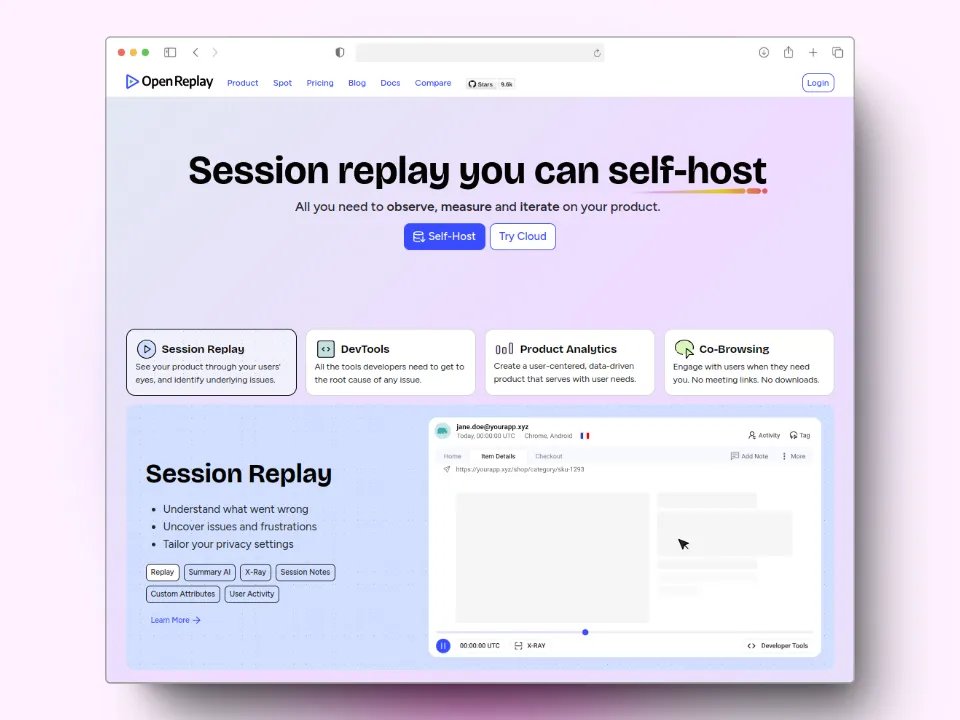 OpenReplay Product Spot Pricing Blog Docs Compare Stars 9.6k Login
Session replay you can self-host
All you need to observe, measure and iterate on your product.
Self-Host Try Cloud
Session Replay
See your product through your users'
eyes, and identify underlying issues.
DevTools
All the tools developers need to get to
the root cause of any issue.
Product Analytics
Create a user-centered, data-driven
product that serves with user needs.
Co-Browsing
Engage with users when they need
you. No meeting links. No downloads.
Session Replay
• Understand what went wrong
• Uncover issues and frustrations
• Tailor your privacy settings
Replay Summary AI X-Ray Session Notes
Custom Attributes User Activity
Learn More →
jane.doe@yourapp.xyz
Today, 00:00:00 UTC Chrome, Android
Activity Tag
Home Item Details Checkout
Add Note More
https://yourapp.xyz/shop/category/sku-1293
00:00:00 UTC X-RAY
Developer Tools